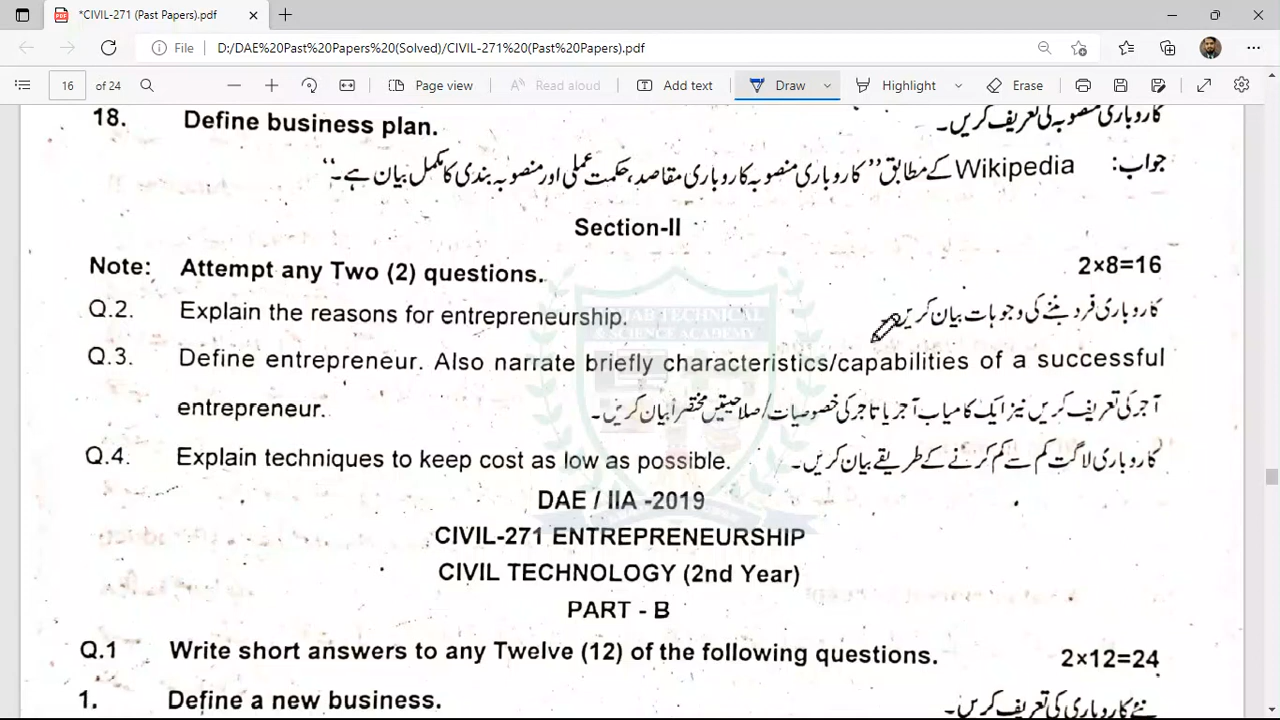 *CIVIL-271 (Past Papers).pdf
File D:/DAE%20Past%20Papers%20(Solved)/CIVIL-271%20(Past%20Papers).pdf
16 of 24 Page view Read aloud Add text Draw Highlight Erase
18. Define business plan. کاروباری منصوبہ کی تعریف کریں۔
جواب: Wikipedia کے مطابق ”کاروباری منصوبہ کاروباری مقاصد، حکمت عملی اور منصوبہ بندی کا مکمل بیان ہے۔“
Section-II
Note: Attempt any Two (2) questions. 2×8=16
Q.2. Explain the reasons for entrepreneurship. کاروباری فرد بننے کی وجوہات بیان کریں
Q.3. Define entrepreneur. Also narrate briefly characteristics/capabilities of a successful
entrepreneur. آجر کی تعریف کریں نیز ایک کامیاب آجر یا تاجر کی خصوصیات/صلاحیتیں مختصراً بیان کریں۔
Q.4. Explain techniques to keep cost as low as possible. کاروباری لاگت کم سے کم کرنے کے طریقے بیان کریں۔
DAE / IIA -2019
CIVIL-271 ENTREPRENEURSHIP
CIVIL TECHNOLOGY (2nd Year)
PART - B
Q.1 Write short answers to any Twelve (12) of the following questions. 2×12=24
1. Define a new business. نئے کاروباری کی تعریف کریں۔
TECHNICAL
& SCIENCE ACADEMY